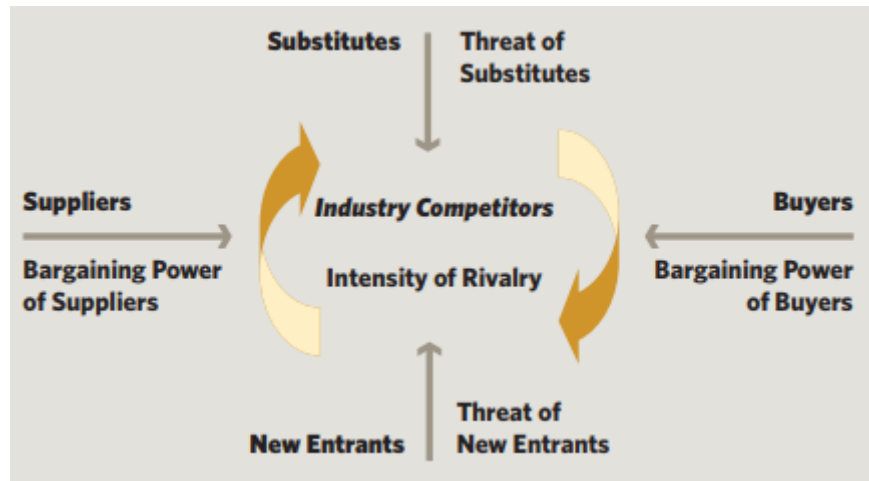 Substitutes
Threat of
Substitutes
Suppliers
Bargaining Power
of Suppliers
Industry Competitors
Intensity of Rivalry
Buyers
Bargaining Power
of Buyers
New Entrants
Threat of
New Entrants